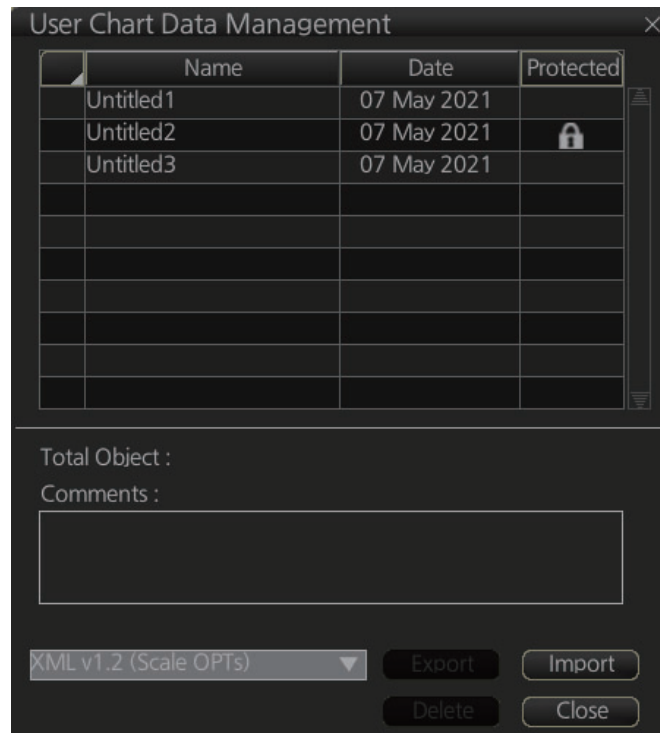 User Chart Data Management
Name Date Protected
Untitled1 07 May 2021
Untitled2 07 May 2021
Untitled3 07 May 2021
Total Object :
Comments :
XML v1.2 (Scale OPTs) Export Import
Delete Close